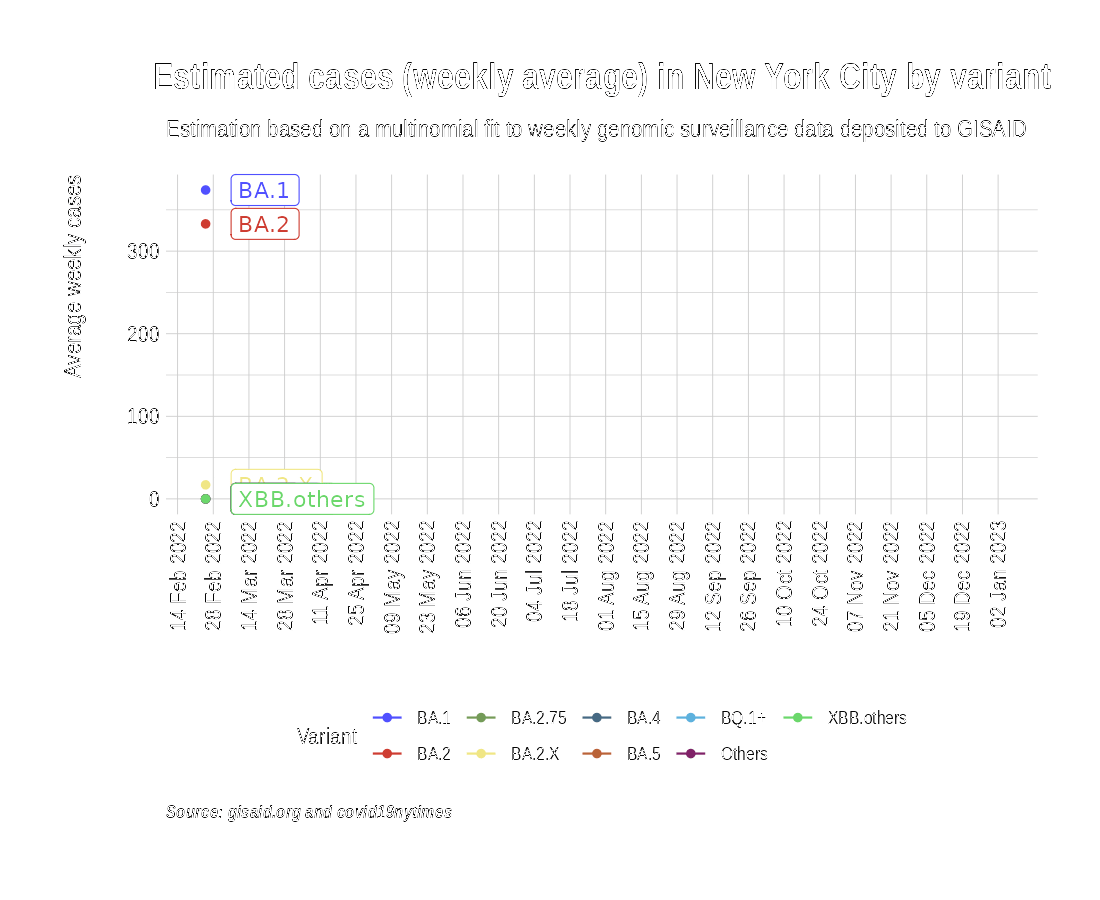 Estimated cases (weekly average) in New York City by variant
Estimation based on a multinomial fit to weekly genomic surveillance data deposited to GISAID
Average weekly cases
BA.1
BA.2
300
200
100
0
XBB.others
14 Feb 2022
28 Feb 2022
14 Mar 2022
28 Mar 2022
11 Apr 2022
25 Apr 2022
09 May 2022
23 May 2022
06 Jun 2022
20 Jun 2022
04 Jul 2022
18 Jul 2022
01 Aug 2022
15 Aug 2022
29 Aug 2022
12 Sep 2022
26 Sep 2022
10 Oct 2022
24 Oct 2022
07 Nov 2022
21 Nov 2022
05 Dec 2022
19 Dec 2022
02 Jan 2023
Variant
BA.1 BA.2.75 BA.4 BQ.1+ XBB.others
BA.2 BA.2.X BA.5 Others
Source: gisaid.org and covid19nytimes